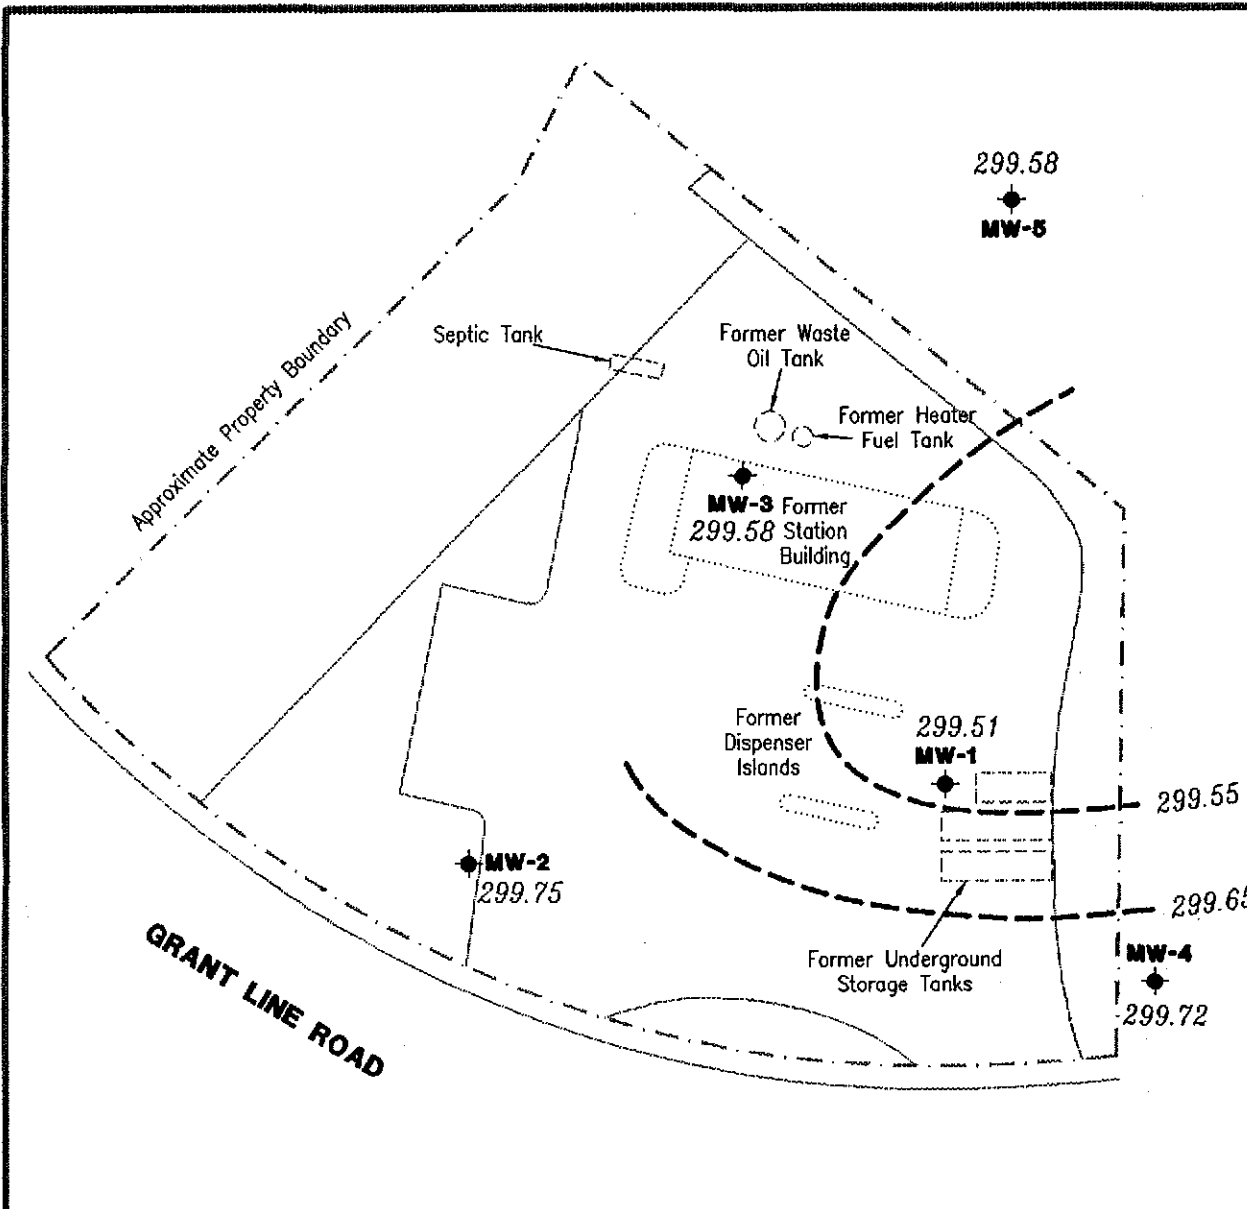 299.58
MW-5
Septic Tank
Former Waste
Oil Tank
Former Heater
Fuel Tank
Approximate Property Boundary
MW-3 Former
299.58 Station
Building
Former
Dispenser
Islands
299.51
MW-1
299.55
MW-2
299.75
299.65
Former Underground
Storage Tanks
MW-4
299.72
GRANT LINE ROAD